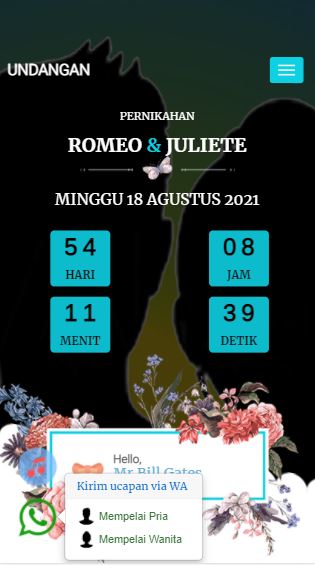 UNDANGAN
PERNIKAHAN
ROMEO & JULIETE
MINGGU 18 AGUSTUS 2021
54
HARI
08
JAM
11
MENIT
39
DETIK
Hello,
Mr Bill Gates
Kirim ucapan via WA
Mempelai Pria
Mempelai Wanita